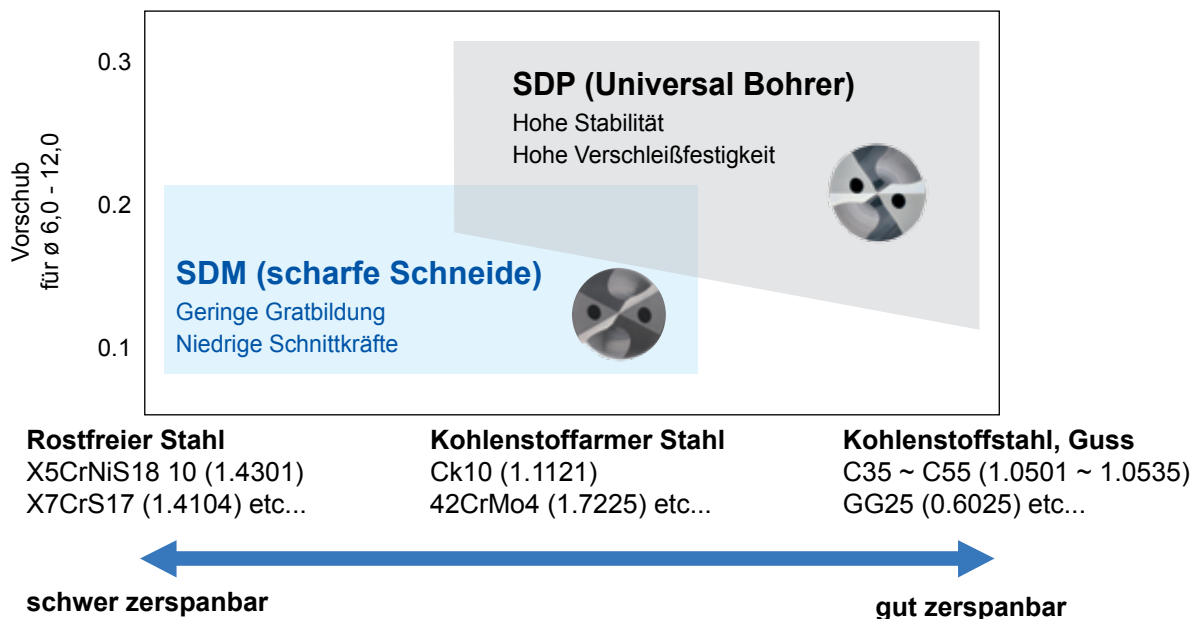 0.3
0.2
0.1
Vorschub
für ø 6,0 - 12,0
SDP (Universal Bohrer)
Hohe Stabilität
Hohe Verschleißfestigkeit
SDM (scharfe Schneide)
Geringe Gratbildung
Niedrige Schnittkräfte
Rostfreier Stahl
X5CrNiS18 10 (1.4301)
X7CrS17 (1.4104) etc...
Kohlenstoffarmer Stahl
Ck10 (1.1121)
42CrMo4 (1.7225) etc...
Kohlenstoffstahl, Guss
C35 ~ C55 (1.0501 ~ 1.0535)
GG25 (0.6025) etc...
schwer zerspanbar
gut zerspanbar